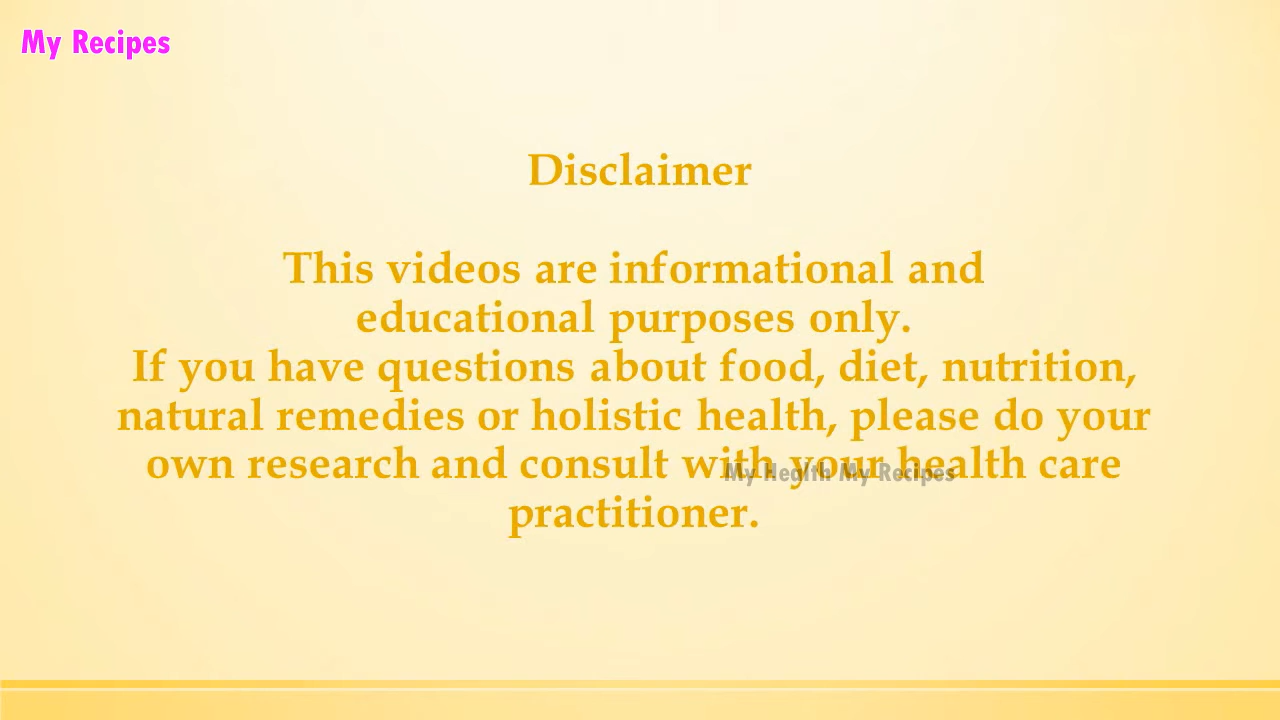 My Recipes
Disclaimer
This videos are informational and
educational purposes only.
If you have questions about food, diet, nutrition,
natural remedies or holistic health, please do your
own research and consult with your health care
My Health My Recipes
practitioner.